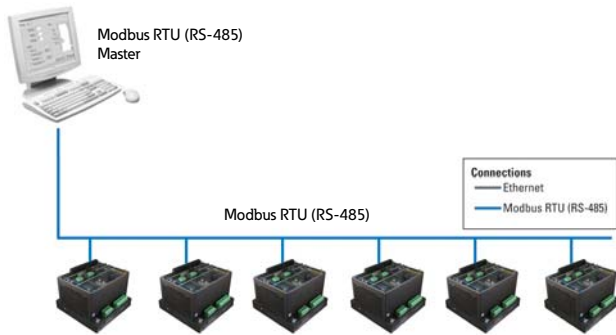 Modbus RTU (RS-485)
Master
Connections
Ethernet
Modbus RTU (RS-485)
Modbus RTU (RS-485)